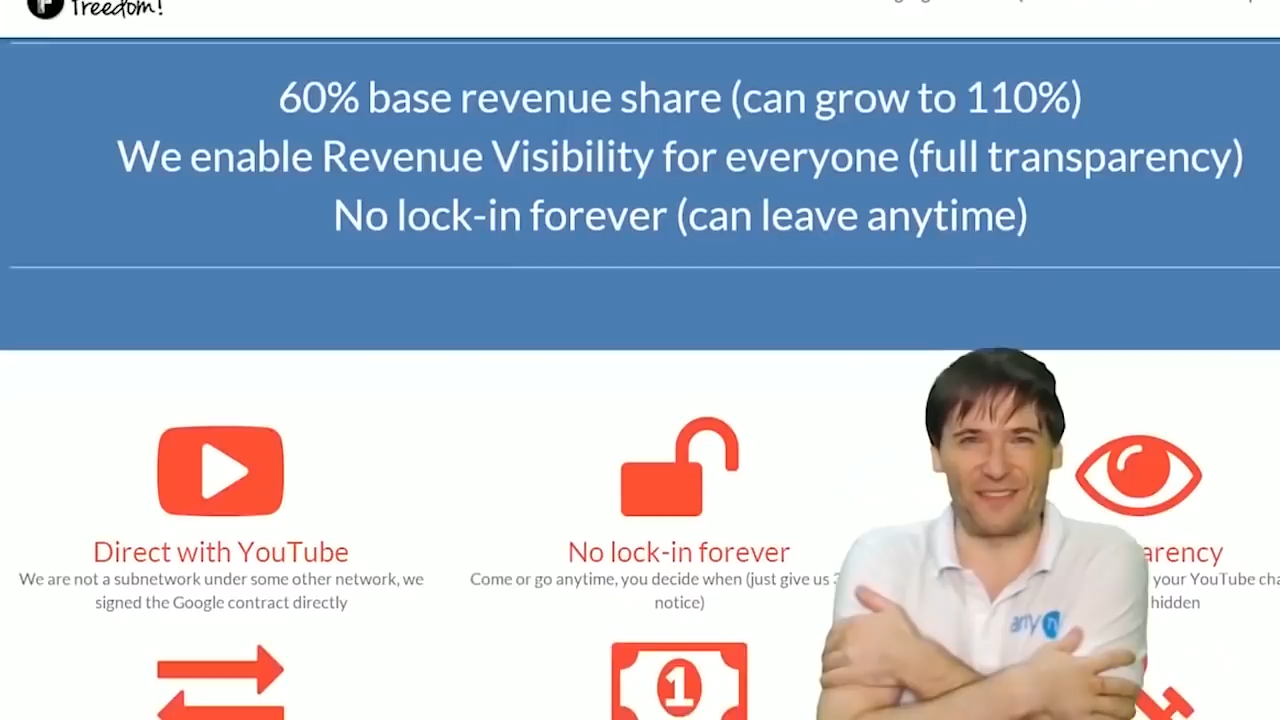 freedom!
60% base revenue share (can grow to 110%)
We enable Revenue Visibility for everyone (full transparency)
No lock-in forever (can leave anytime)
Direct with YouTube
We are not a subnetwork under some other network, we
signed the Google contract directly
No lock-in forever
Come or go anytime, you decide when (just give us
notice)
arency
your YouTube cha
hidden
1